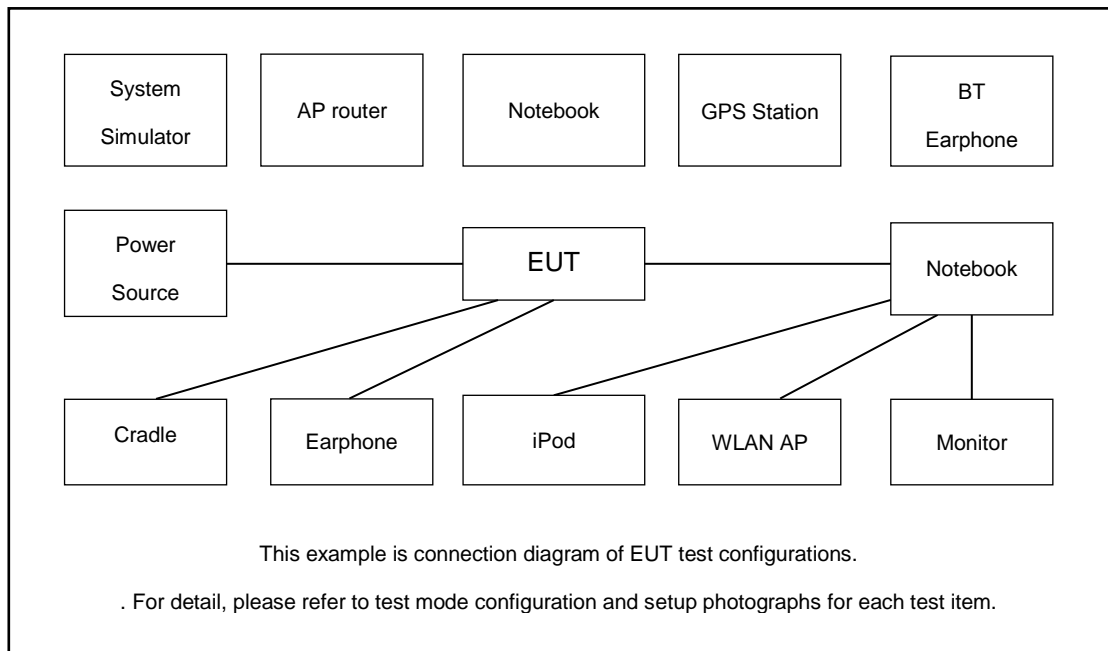 System
Simulator
AP router
Notebook
GPS Station
BT
Earphone
Power
Source
EUT
Notebook
Cradle
Earphone
iPod
WLAN AP
Monitor
This example is connection diagram of EUT test configurations.
. For detail, please refer to test mode configuration and setup photographs for each test item.